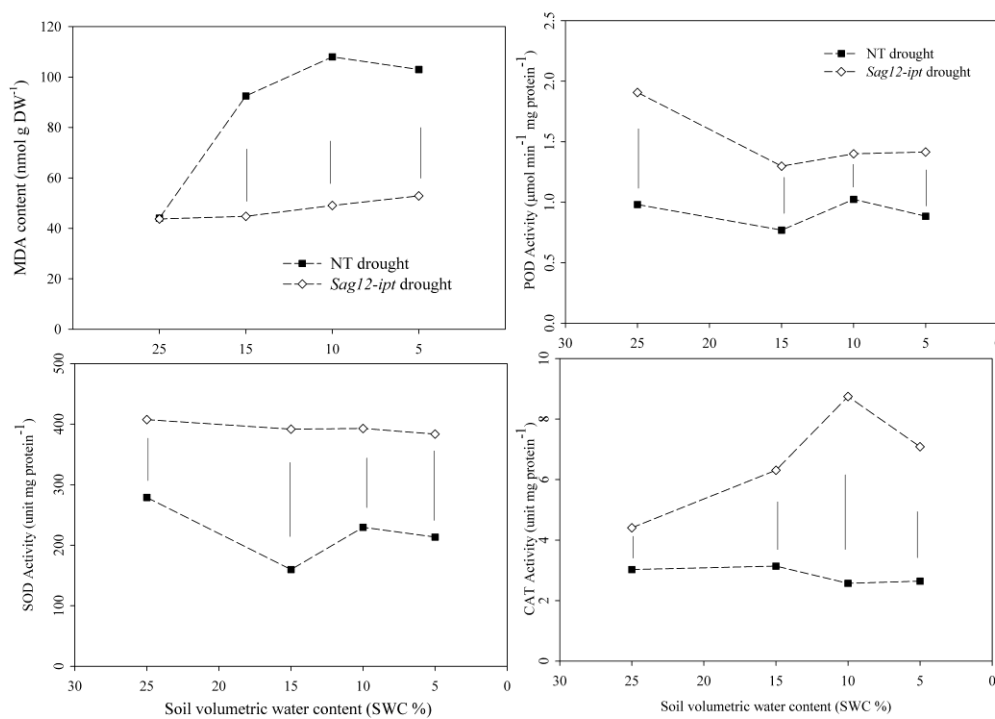 120
100
80
60
40
20
0
MDA content (nmol g DW-1)
NT drought
Sag12-ipt drought
25 15 10 5
2.5
2.0
1.5
1.0
0.5
0.0
POD Activity (μmol min-1 mg protein-1)
NT drought
Sag12-ipt drought
30 25 20 15 10 5 0
500
400
300
200
100
0
SOD Activity (unit mg protein-1)
30 25 20 15 10 5 0
Soil volumetric water content (SWC %)
10
8
6
4
2
0
CAT Activity (unit mg protein-1)
30 25 20 15 10 5 0
Soil volumetric water content (SWC %)